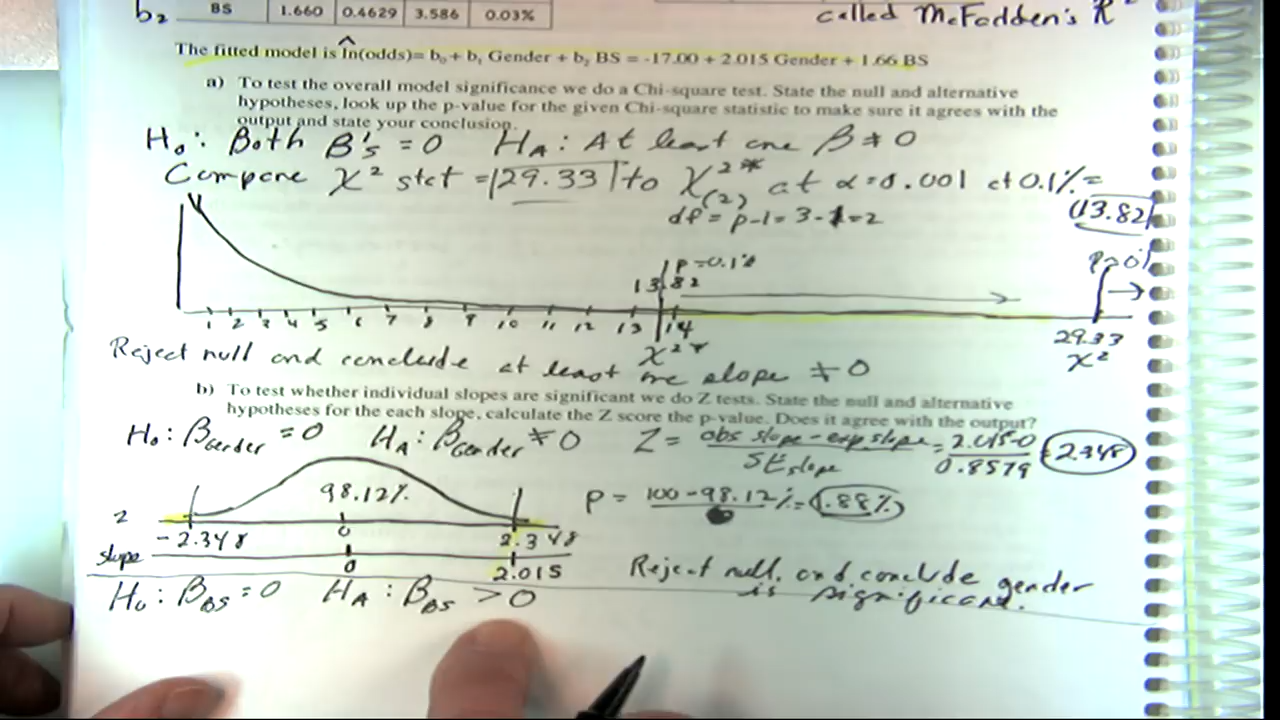 b₂ BS 1.660 0.4629 3.586 0.03%
called McFadden's R²
The fitted model is ln(odds)= b₀ + b₁ Gender + b₂ BS = -17.00 + 2.015 Gender + 1.66 BS
a) To test the overall model significance we do a Chi-square test. State the null and alternative
hypotheses, look up the p-value for the given Chi-square statistic to make sure it agrees with the
output and state your conclusion.
H₀: Both B's = 0 H_A: At least one β ≠ 0
Compare χ² stat = 29.33 to χ²*(2) at α=0.001 at 0.1% =
(13.82)
df = p-1 = 3-1 = 2
p=0.1%
13.82
p≈0%
1 2 3 4 5 6 7 8 9 10 11 12 13 14
χ²*
29.33
χ²
Reject null and conclude at least one slope ≠ 0
b) To test whether individual slopes are significant we do Z tests. State the null and alternative
hypotheses for the each slope, calculate the Z score the p-value. Does it agree with the output?
H₀: B_Gender = 0 H_A: B_Gender ≠ 0 Z = obs slope - exp slope / SE slope = 2.015-0 / 0.8579 = 2.348
98.12%
P = 100-98.12% = 1.88%
z -2.348 0 2.348
slope 0 2.015
Reject null, and conclude gender
is significant.
H₀: B_BS = 0 H_A: B_BS > 0